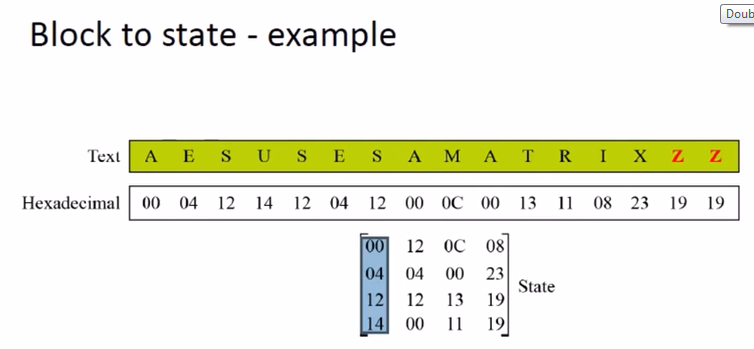 Doub
Block to state - example
Text A E S U S E S A M A T R I X Z Z
Hexadecimal 00 04 12 14 12 04 12 00 0C 00 13 11 08 23 19 19
00 12 0C 08
04 04 00 23
State
12 12 13 19
14 00 11 19